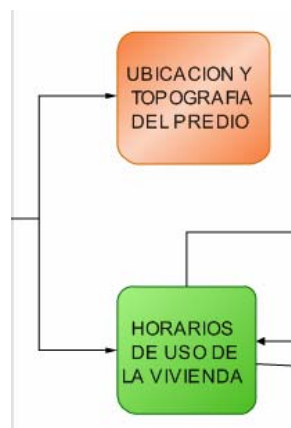 UBICACION Y
TOPOGRAFIA
DEL PREDIO
HORARIOS
DE USO DE
LA VIVIENDA